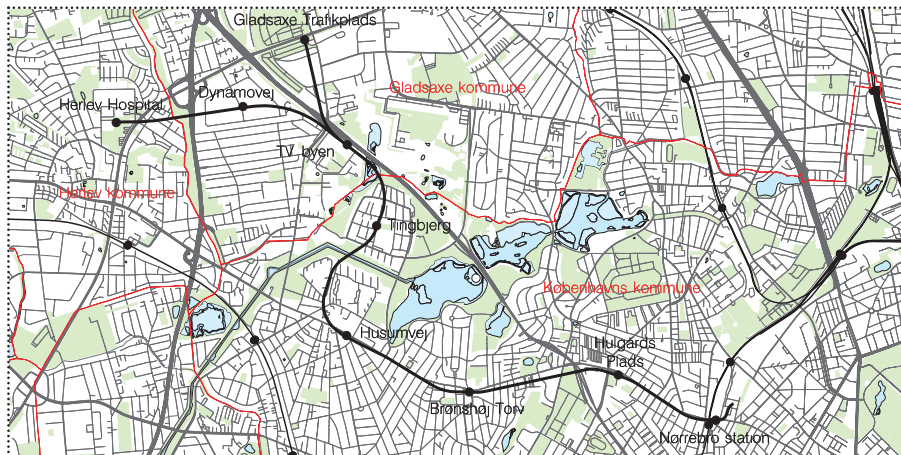 Gladsaxe Trafikplads
Gladsaxe kommune
Dynamovej
Herlev Hospital
TV byen
Herlev kommune
Tingbjerg
Københavns kommune
Husumvej
Hulgårds
Plads
Brønshøj Torv
Nørrebro station